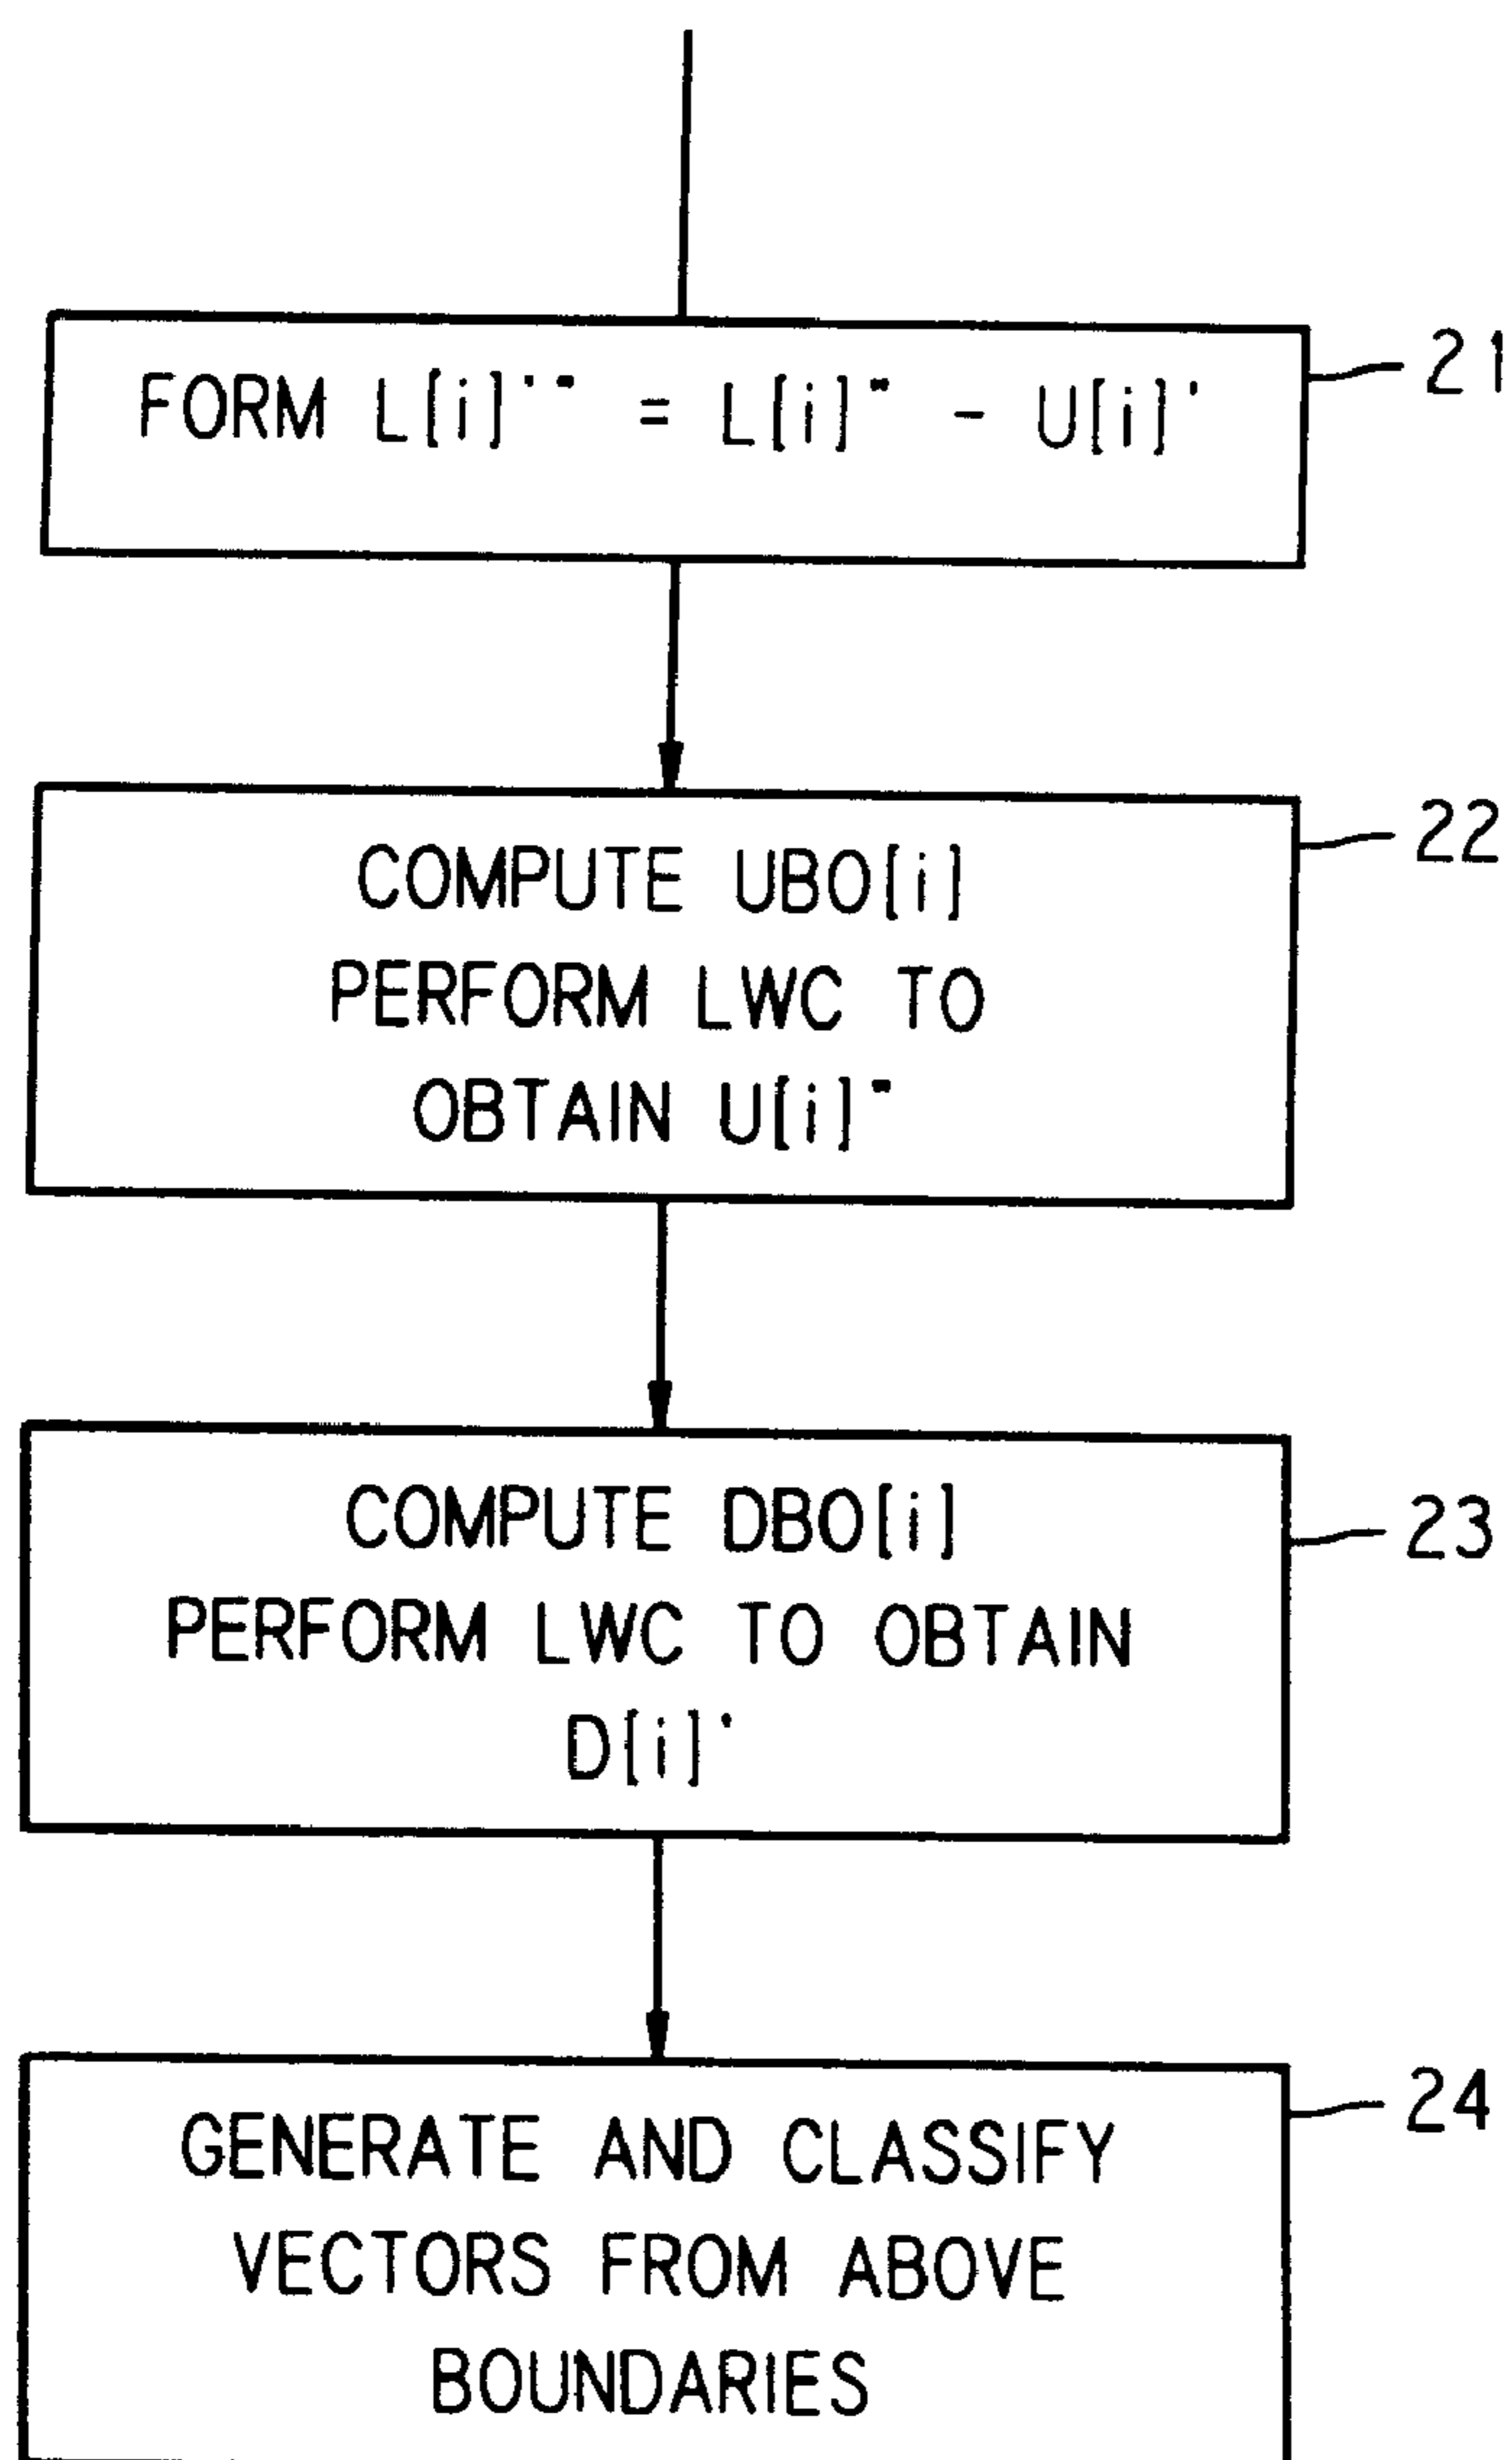 FORM L[i]''" = L[i]" - U[i]'
21
COMPUTE UBO[i]
22
PERFORM LWC TO
OBTAIN U[i]"
COMPUTE DBO[i]
23
PERFORM LWC TO OBTAIN
D[i]'
GENERATE AND CLASSIFY
24
VECTORS FROM ABOVE
BOUNDARIES